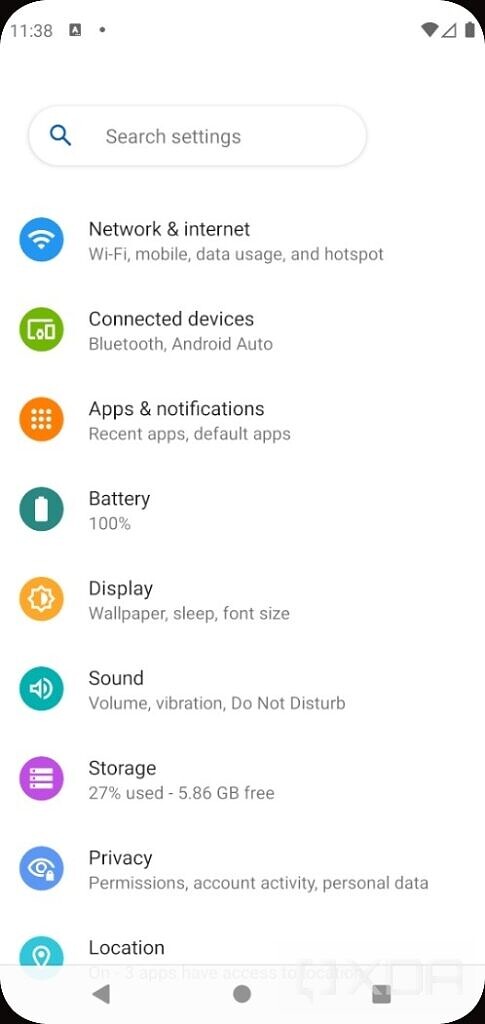 11:38
Search settings
Network & internet
Wi-Fi, mobile, data usage, and hotspot
Connected devices
Bluetooth, Android Auto
Apps & notifications
Recent apps, default apps
Battery
100%
Display
Wallpaper, sleep, font size
Sound
Volume, vibration, Do Not Disturb
Storage
27% used - 5.86 GB free
Privacy
Permissions, account activity, personal data
Location
On - 3 apps have access to location
XDA